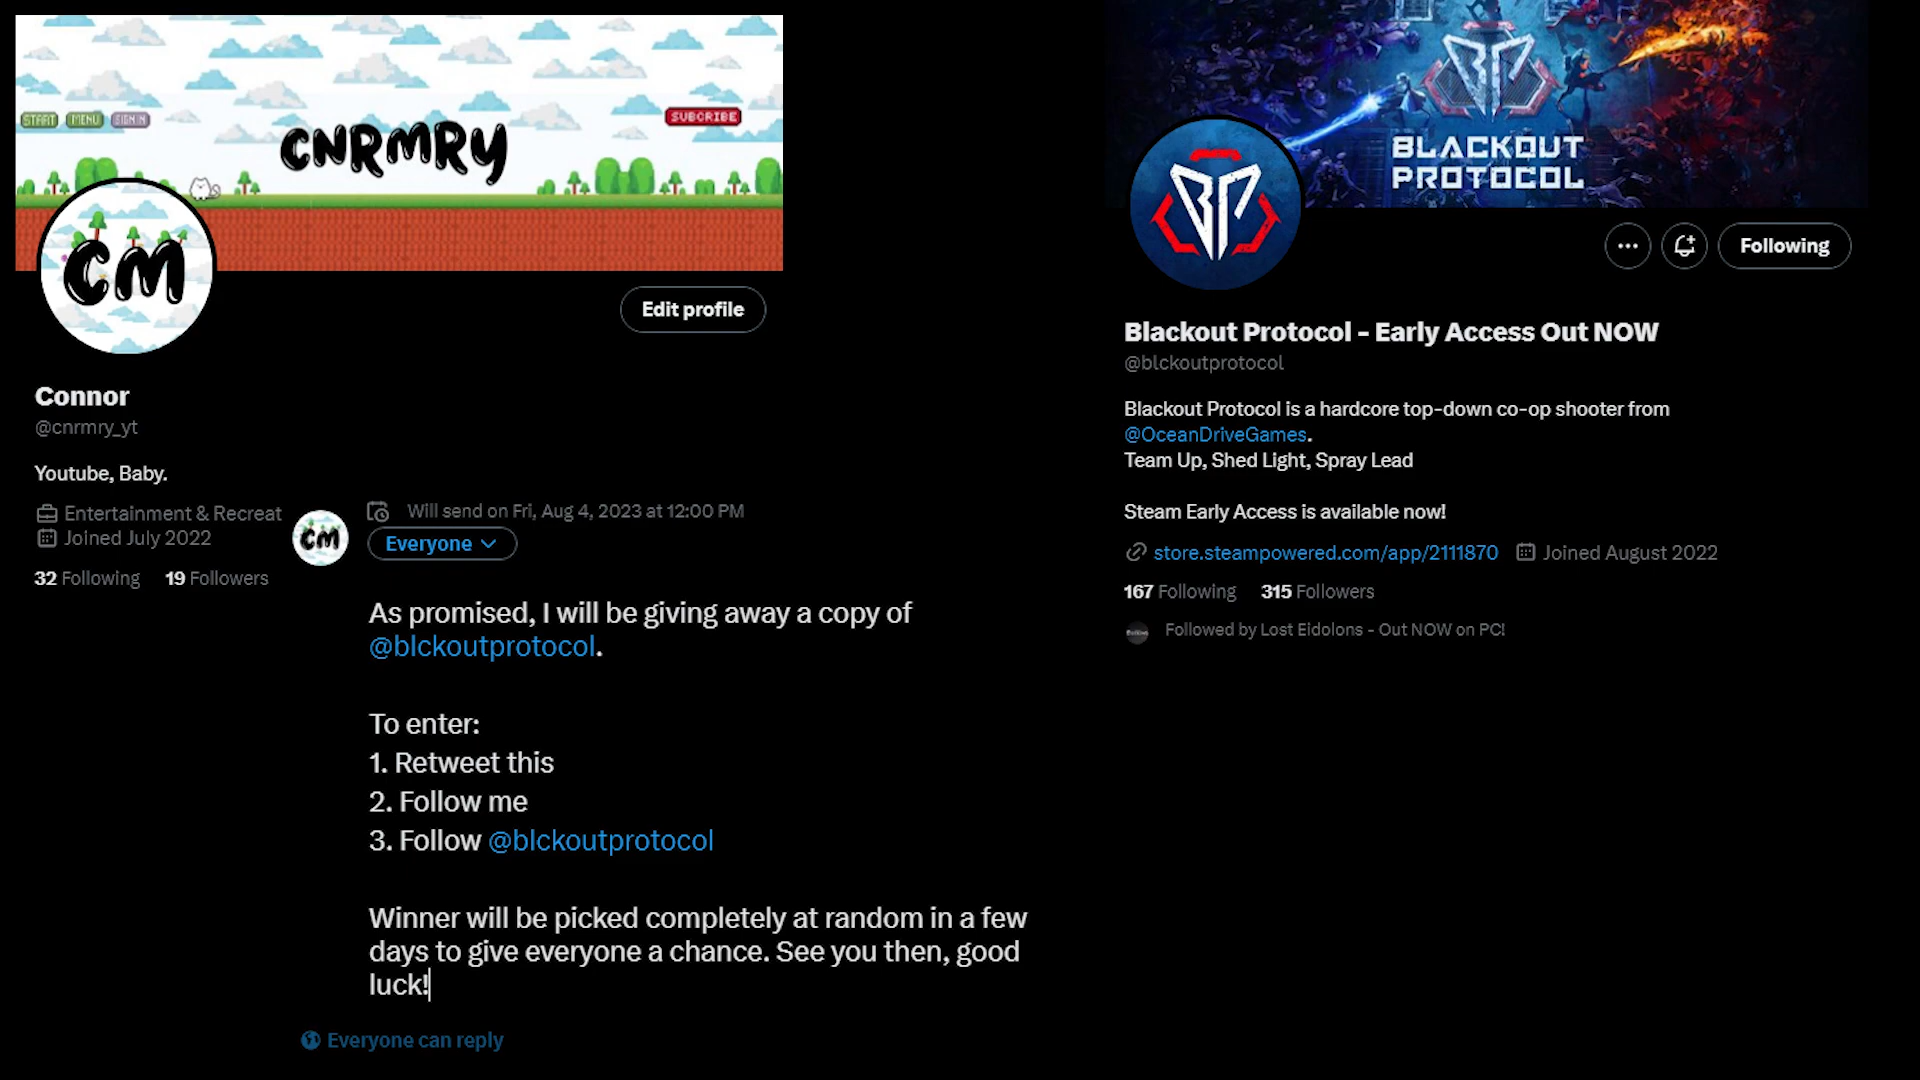 START MENU SIGN IN
SUBSCRIBE
CNRMRY
CM
Edit profile
Connor
@cnrmry_yt
Youtube, Baby.
Entertainment & Recreat
Joined July 2022
32 Following 19 Followers
CM
Will send on Fri, Aug 4, 2023 at 12:00 PM
Everyone
As promised, I will be giving away a copy of
@blckoutprotocol.
To enter:
1. Retweet this
2. Follow me
3. Follow @blckoutprotocol
Winner will be picked completely at random in a few
days to give everyone a chance. See you then, good
luck!
Everyone can reply
BP
BLACKOUT
PROTOCOL
BP
Following
Blackout Protocol - Early Access Out NOW
@blckoutprotocol
Blackout Protocol is a hardcore top-down co-op shooter from
@OceanDriveGames.
Team Up, Shed Light, Spray Lead
Steam Early Access is available now!
store.steampowered.com/app/2111870 Joined August 2022
167 Following 315 Followers
Followed by Lost Eidolons - Out NOW on PC!